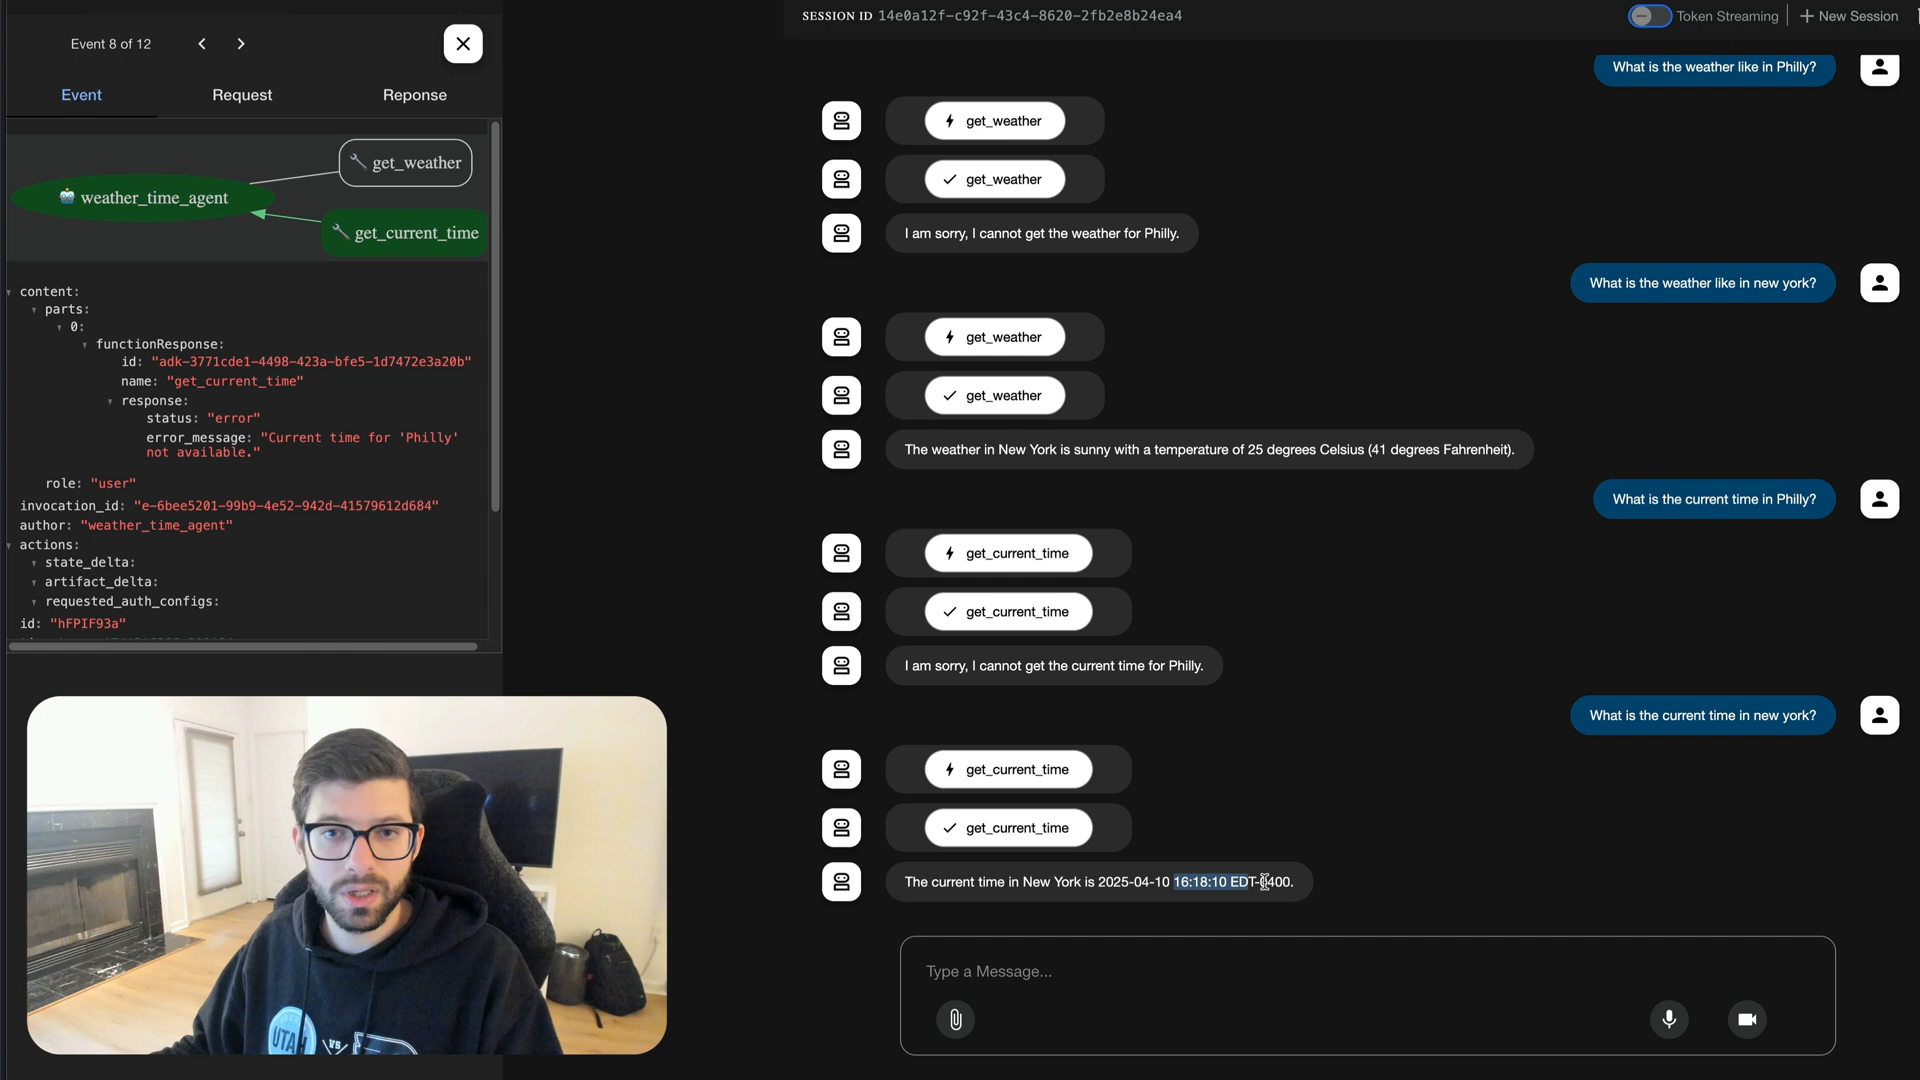 Event 8 of 12
Event
Request
Reponse
get_weather
weather_time_agent
get_current_time
content:
parts:
0:
functionResponse:
id: "adk-3771cde1-4498-423a-bfe5-1d7472e3a20b"
name: "get_current_time"
response:
status: "error"
error_message: "Current time for 'Philly'
not available."
role: "user"
invocation_id: "e-6bee5201-99b9-4e52-942d-41579612d684"
author: "weather_time_agent"
actions:
state_delta:
artifact_delta:
requested_auth_configs:
id: "hFPIF93a"
SESSION ID 14e0a12f-c92f-43c4-8620-2fb2e8b24ea4
Token Streaming
+ New Session
What is the weather like in Philly?
get_weather
get_weather
I am sorry, I cannot get the weather for Philly.
What is the weather like in new york?
get_weather
get_weather
The weather in New York is sunny with a temperature of 25 degrees Celsius (41 degrees Fahrenheit).
What is the current time in Philly?
get_current_time
get_current_time
I am sorry, I cannot get the current time for Philly.
What is the current time in new york?
get_current_time
get_current_time
The current time in New York is 2025-04-10 16:18:10 EDT-0400.
Type a Message...
UTAH
VS